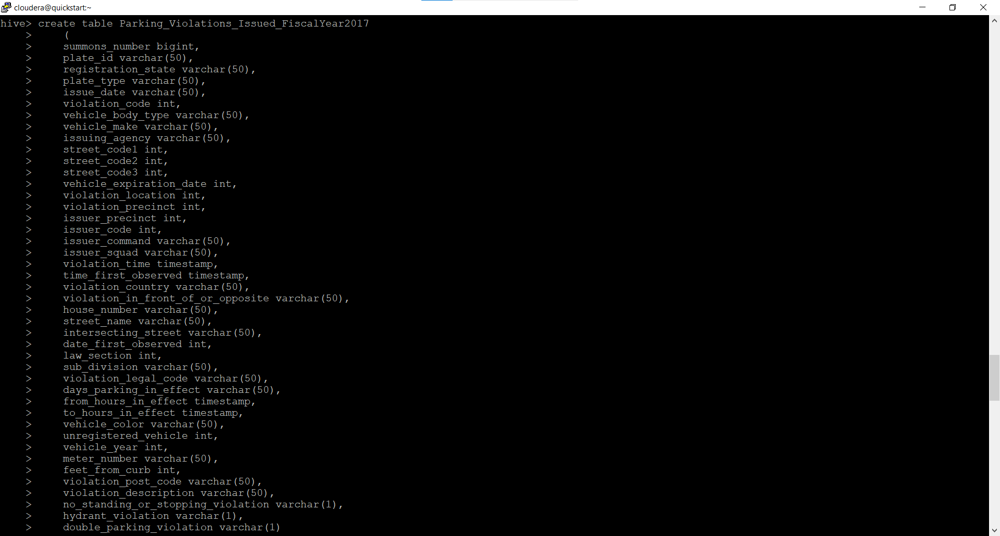 cloudera@quickstart:~
hive> create table Parking_Violations_Issued_FiscalYear2017
> (
> summons_number bigint,
> plate_id varchar(50),
> registration_state varchar(50),
> plate_type varchar(50),
> issue_date varchar(50),
> violation_code int,
> vehicle_body_type varchar(50),
> vehicle_make varchar(50),
> issuing_agency varchar(50),
> street_code1 int,
> street_code2 int,
> street_code3 int,
> vehicle_expiration_date int,
> violation_location int,
> violation_precinct int,
> issuer_precinct int,
> issuer_code int,
> issuer_command varchar(50),
> issuer_squad varchar(50),
> violation_time timestamp,
> time_first_observed timestamp,
> violation_country varchar(50),
> violation_in_front_of_or_opposite varchar(50),
> house_number varchar(50),
> street_name varchar(50),
> intersecting_street varchar(50),
> date_first_observed int,
> law_section int,
> sub_division varchar(50),
> violation_legal_code varchar(50),
> days_parking_in_effect varchar(50),
> from_hours_in_effect timestamp,
> to_hours_in_effect timestamp,
> vehicle_color varchar(50),
> unregistered_vehicle int,
> vehicle_year int,
> meter_number varchar(50),
> feet_from_curb int,
> violation_post_code varchar(50),
> violation_description varchar(50),
> no_standing_or_stopping_violation varchar(1),
> hydrant_violation varchar(1),
> double_parking_violation varchar(1)